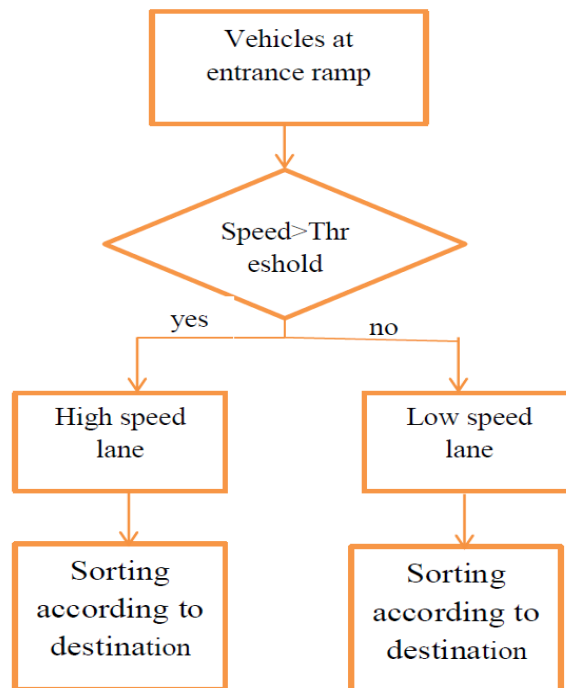 Vehicles at
entrance ramp
Speed>Thr
eshold
yes
no
High speed
lane
Low speed
lane
Sorting
according to
destination
Sorting
according to
destination